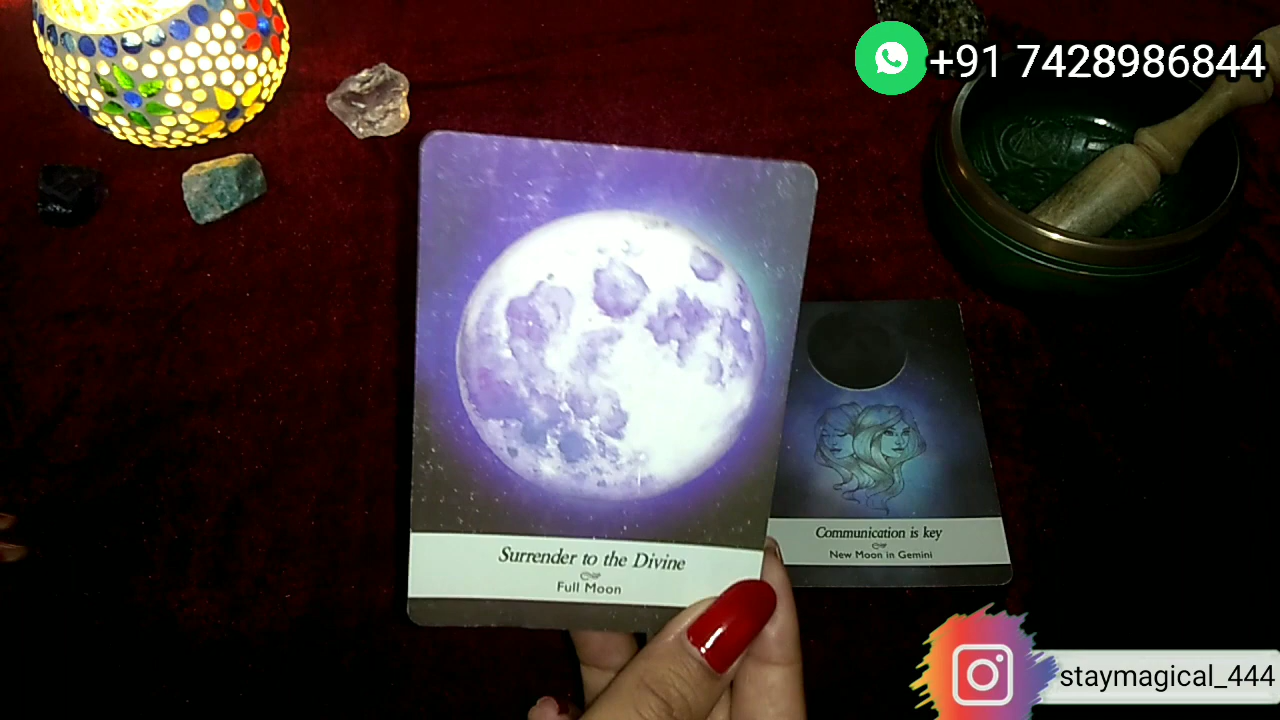 +91 7428986844
Surrender to the Divine
Full Moon
Communication is key
New Moon in Gemini
staymagical_444